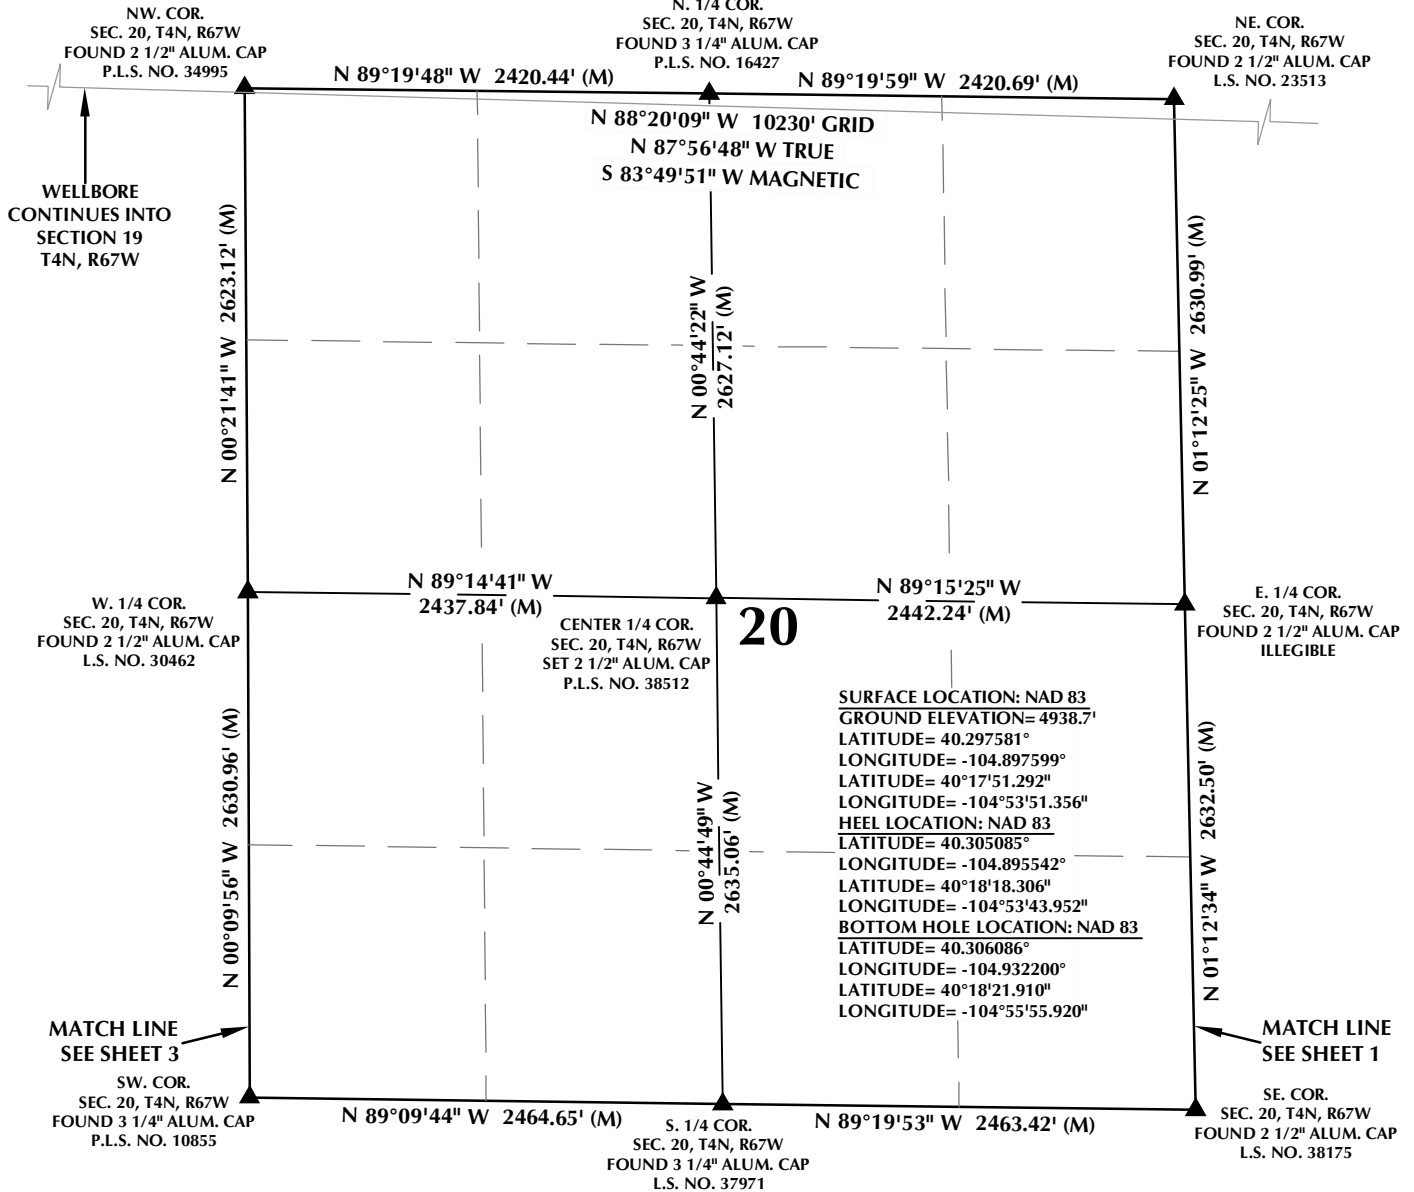 NW. COR.
SEC. 20, T4N, R67W
FOUND 2 1/2" ALUM. CAP
P.L.S. NO. 34995
N. 1/4 COR.
SEC. 20, T4N, R67W
FOUND 3 1/4" ALUM. CAP
P.L.S. NO. 16427
NE. COR.
SEC. 20, T4N, R67W
FOUND 2 1/2" ALUM. CAP
L.S. NO. 23513
N 89°19'48" W 2420.44' (M)
N 89°19'59" W 2420.69' (M)
N 88°20'09" W 10230' GRID
N 87°56'48" W TRUE
S 83°49'51" W MAGNETIC
WELLBORE
CONTINUES INTO
SECTION 19
T4N, R67W
N 00°21'41" W 2623.12' (M)
N 00°44'22" W
2627.12' (M)
N 01°12'25" W 2630.99' (M)
W. 1/4 COR.
SEC. 20, T4N, R67W
FOUND 2 1/2" ALUM. CAP
L.S. NO. 30462
N 89°14'41" W
2437.84' (M)
CENTER 1/4 COR.
SEC. 20, T4N, R67W
SET 2 1/2" ALUM. CAP
P.L.S. NO. 38512
20
N 89°15'25" W
2442.24' (M)
E. 1/4 COR.
SEC. 20, T4N, R67W
FOUND 2 1/2" ALUM. CAP
ILLEGIBLE
SURFACE LOCATION: NAD 83
GROUND ELEVATION= 4938.7'
LATITUDE= 40.297581°
LONGITUDE= -104.897599°
LATITUDE= 40°17'51.292"
LONGITUDE= -104°53'51.356"
HEEL LOCATION: NAD 83
LATITUDE= 40.305085°
LONGITUDE= -104.895542°
LATITUDE= 40°18'18.306"
LONGITUDE= -104°53'43.952"
BOTTOM HOLE LOCATION: NAD 83
LATITUDE= 40.306086°
LONGITUDE= -104.932200°
LATITUDE= 40°18'21.910"
LONGITUDE= -104°55'55.920"
N 00°09'56" W 2630.96' (M)
N 00°44'49" W
2635.06' (M)
N 01°12'34" W 2632.50' (M)
MATCH LINE
SEE SHEET 3
MATCH LINE
SEE SHEET 1
SW. COR.
SEC. 20, T4N, R67W
FOUND 3 1/4" ALUM. CAP
P.L.S. NO. 10855
N 89°09'44" W 2464.65' (M)
S. 1/4 COR.
SEC. 20, T4N, R67W
FOUND 3 1/4" ALUM. CAP
L.S. NO. 37971
N 89°19'53" W 2463.42' (M)
SE. COR.
SEC. 20, T4N, R67W
FOUND 2 1/2" ALUM. CAP
L.S. NO. 38175